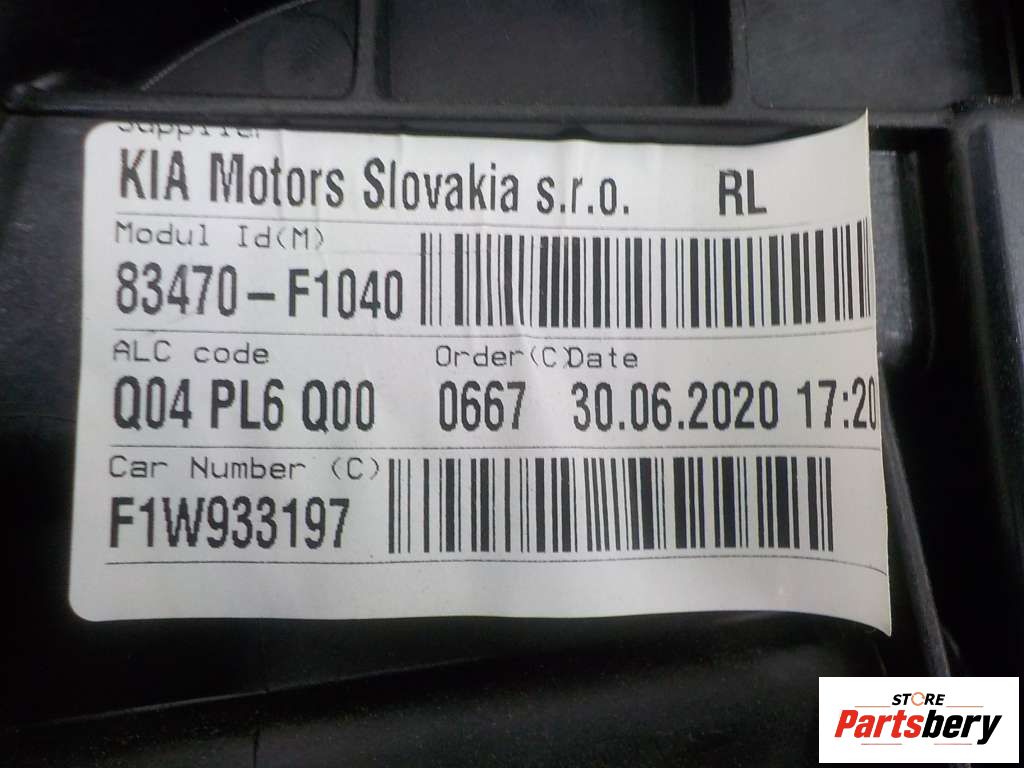 Supplier
KIA Motors Slovakia s.r.o. RL
Modul Id(M)
83470-F1040
ALC code Order(C)Date
Q04 PL6 Q00 0667 30.06.2020 17:20
Car Number (C)
F1W933197
STORE
Partsbery